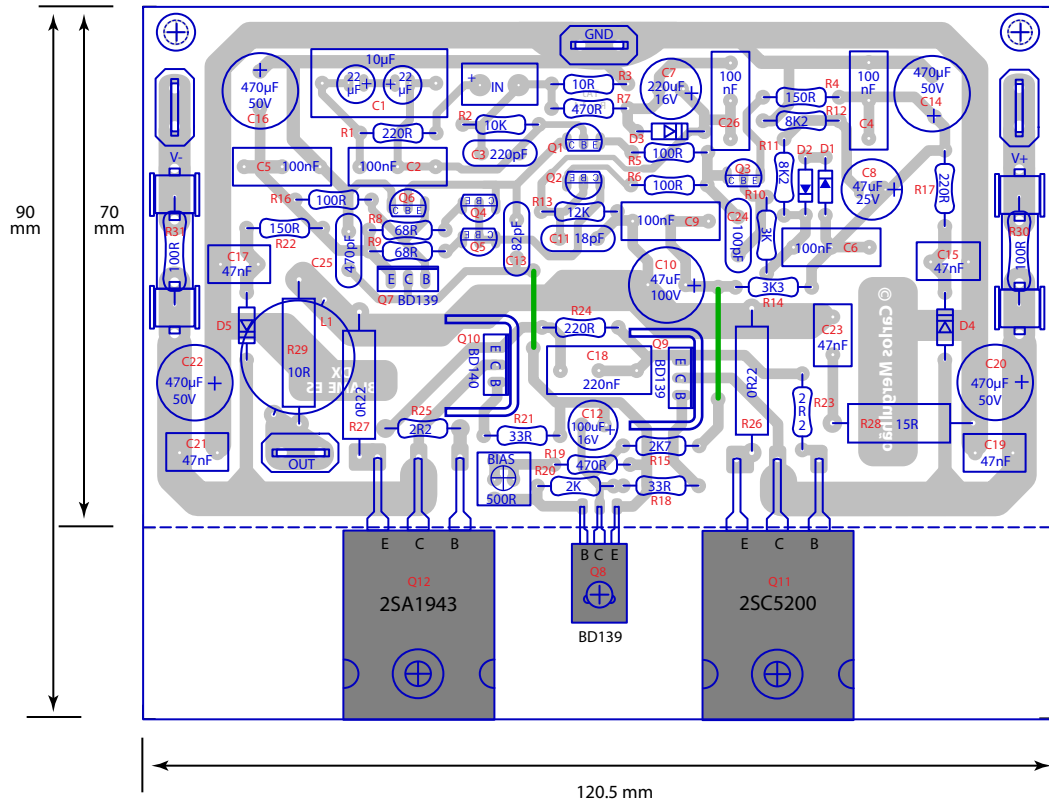 GND
470µF
50V
C16
10µF
22
µF
22
µF
C1
+ IN
10R
R3
470R
R7
C7
220uF
16V
100
nF
C26
100
nF
C4
150R
R4
8K2
R12
470µF
50V
C14
V-
V+
R1
220R
R2
10K
C3
220pF
Q1
C B E
D3
R5
100R
R11
8K2
D2
D1
C5
100nF
100nF
C2
Q2
C B E
R6
100R
Q3
C B E
R10
C8
47uF
25V
R17
220R
R16
100R
Q6
C B E
R8
68R
R9
68R
Q4
E B C
Q5
E B C
R13
12K
C11
18pF
100nF
C9
C24
100pF
3K
R31
100R
150R
R22
C25
470pF
82pF
C13
100nF
C6
R30
100R
C17
47nF
E C B
Q7
BD139
C10
47uF
100V
3K3
R14
C15
47nF
© Carlos Mergulhão
D5
L1
R29
10R
Q10
BD140
E
C
B
R24
220R
C18
220nF
Q9
BD139
E
C
B
C23
47nF
D4
C22
470µF
50V
0R22
R27
R25
2R2
R21
33R
C12
100uF
16V
2K7
R15
0R22
R26
2R2
R23
R28
15R
C20
470µF
50V
C21
47nF
OUT
BIAS
500R
R19
470R
R20
2K
33R
R18
C19
47nF
E C B
B C E
E C B
Q12
2SA1943
Q8
BD139
Q11
2SC5200
90
mm
70
mm
120.5 mm